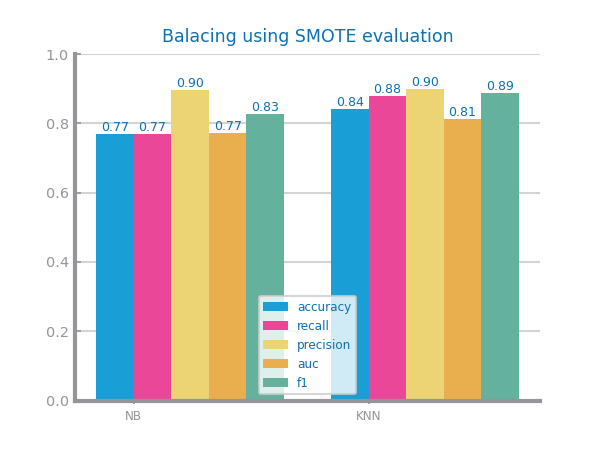 Balacing using SMOTE evaluation
1.0
0.8
0.6
0.4
0.2
0.0
0.77
0.77
0.90
0.77
0.83
0.84
0.88
0.90
0.81
0.89
accuracy
recall
precision
auc
f1
NB
KNN